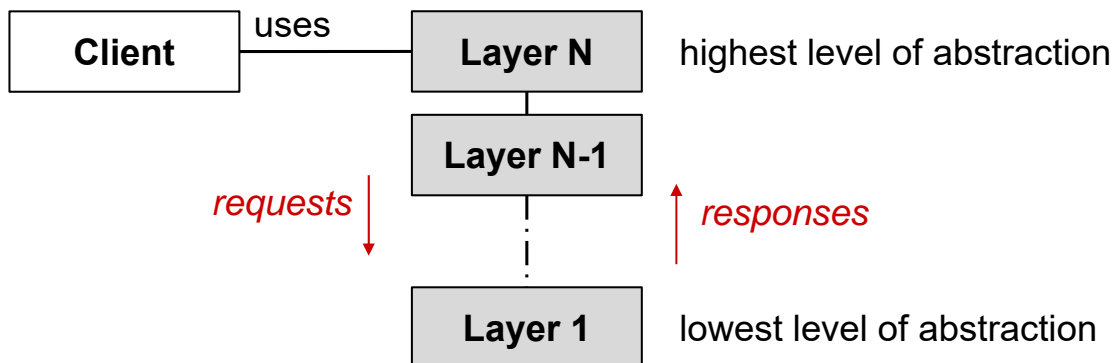 Client
uses
Layer N
highest level of abstraction
Layer N-1
requests
responses
Layer 1
lowest level of abstraction